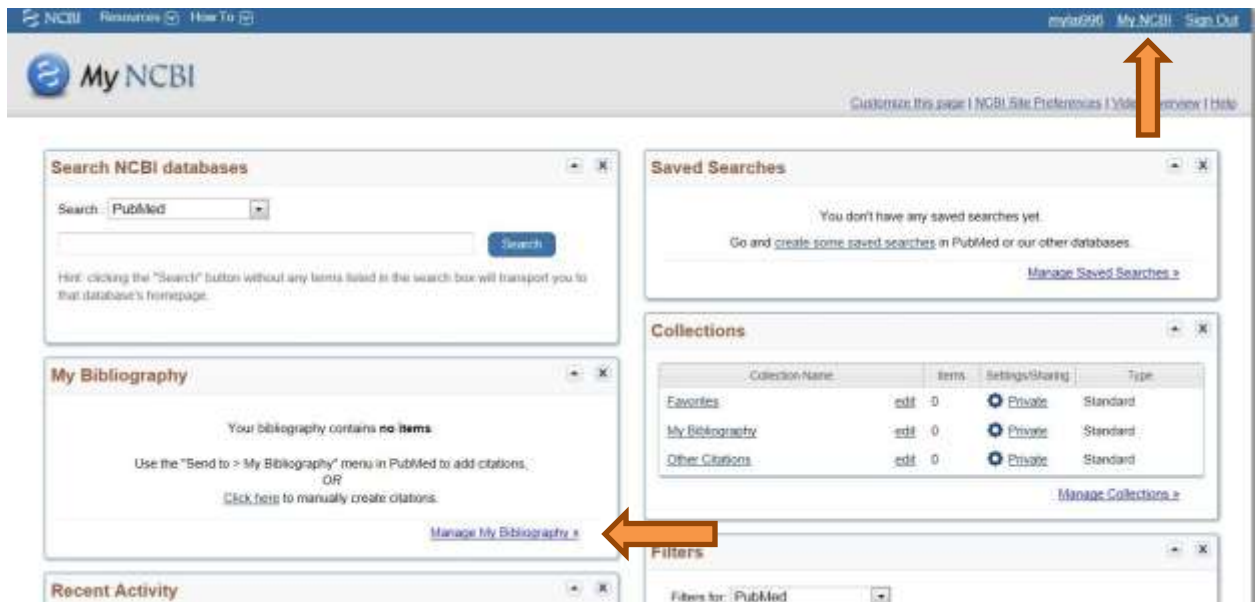 NCBI Resources How To My NCBI Sign Out
My NCBI
Customize this page | NCBI Site Preferences | Video | Help
Search NCBI databases
Search: PubMed
Search
Hint: clicking the "Search" button without any terms listed in the search box will transport you to
that database's homepage.
My Bibliography
Your bibliography contains no items.
Use the "Send to > My Bibliography" menu in PubMed to add citations,
OR
Click here to manually create citations.
Manage My Bibliography »
Recent Activity
Saved Searches
You don't have any saved searches yet.
Go and create some saved searches in PubMed or our other databases.
Manage Saved Searches »
Collections
Collection Name Items Settings/Sharing Type
Favorites edit 0 Private Standard
My Bibliography edit 0 Private Standard
Other Citations edit 0 Private Standard
Manage Collections »
Filters
Filters for: PubMed